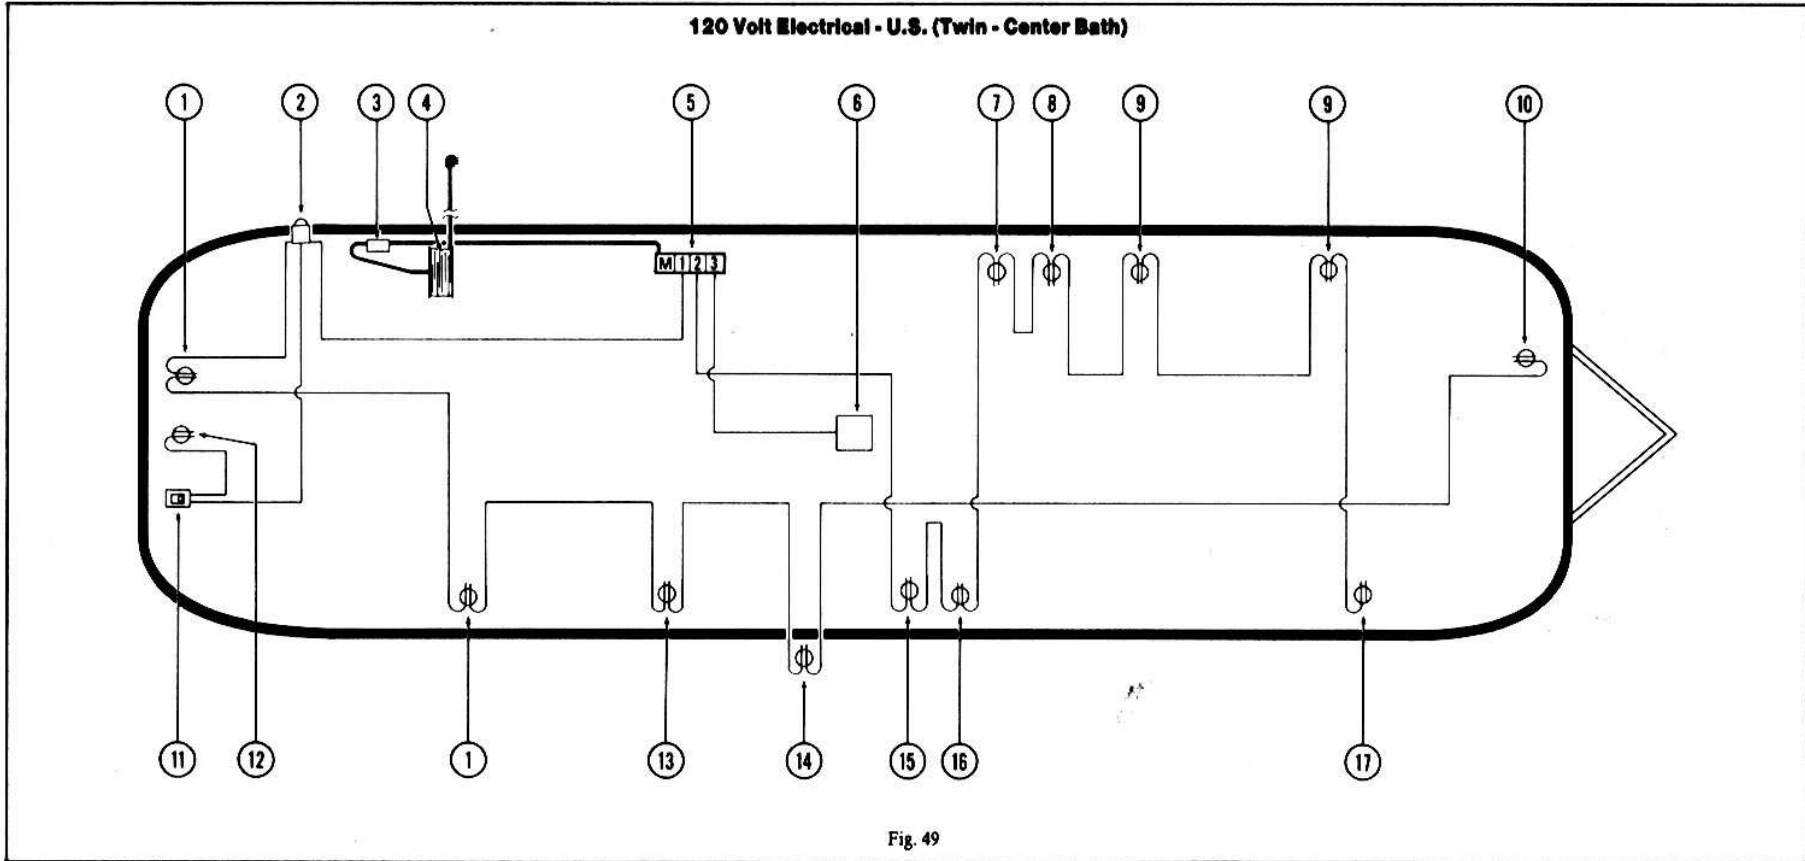 120 Volt Electrical - U.S. (Twin - Center Bath)
1 2 3 4 5 6 7 8 9 9 10
M 1 2 3
11 12 1 13 14 15 16 17
Fig. 49